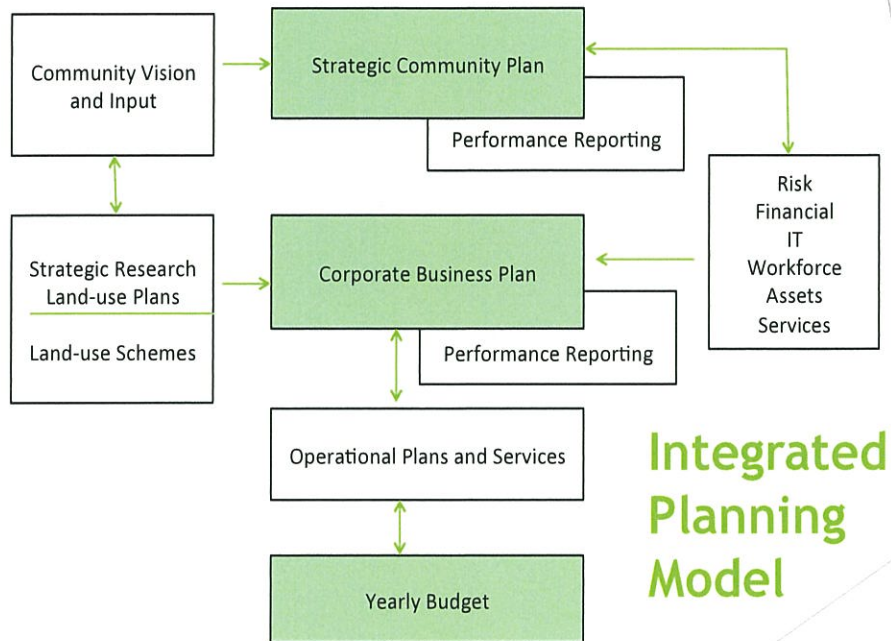 Community Vision
and Input
Strategic Community Plan
Performance Reporting
Risk
Financial
IT
Workforce
Assets
Services
Strategic Research
Land-use Plans
Land-use Schemes
Corporate Business Plan
Performance Reporting
Operational Plans and Services
Yearly Budget
Integrated
Planning
Model